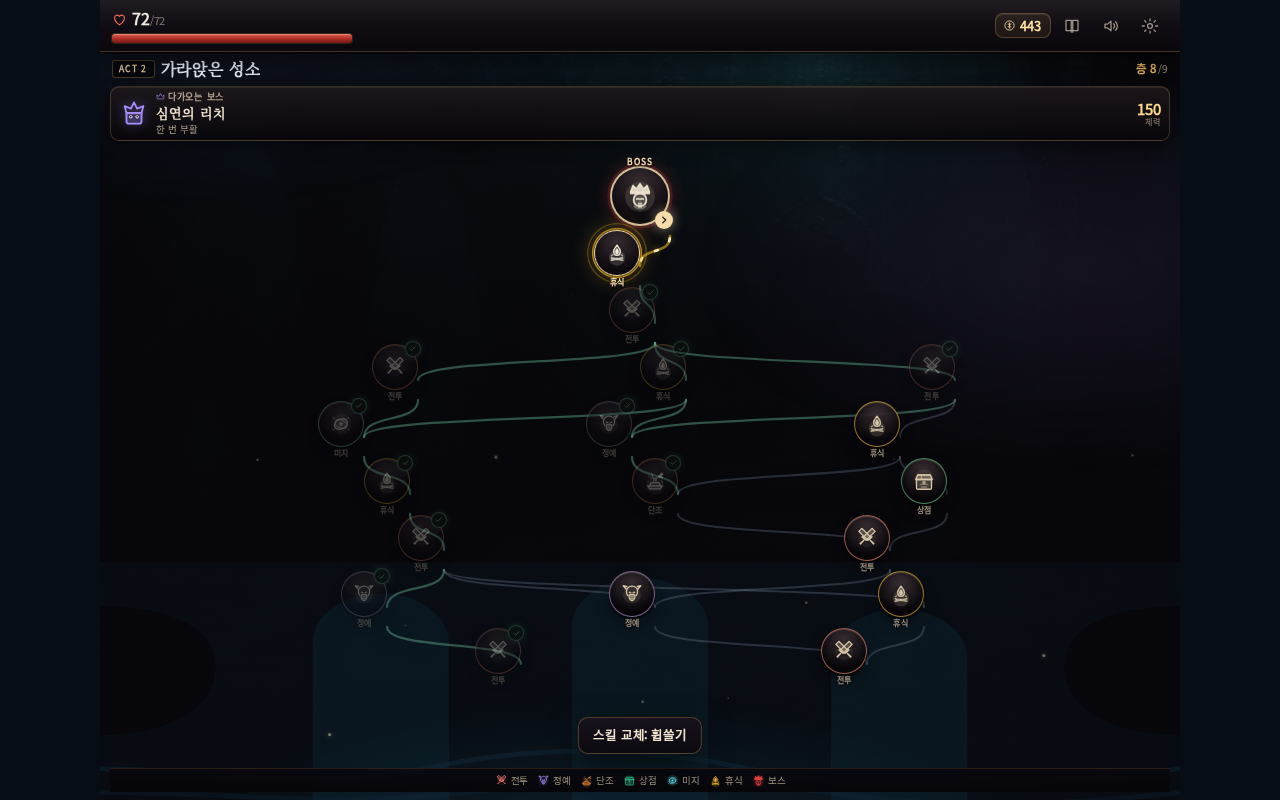 72/72
443
ACT 2 가라앉은 성소
층 8/9
다가오는 보스
심연의 리치
한 번 부활
150
체력
BOSS
휴식
전투
전투
휴식
전투
미지
정예
휴식
휴식
단조
상점
전투
전투
정예
정예
휴식
전투
전투
스킬 교체: 휩쓸기
전투 정예 단조 상점 미지 휴식 보스